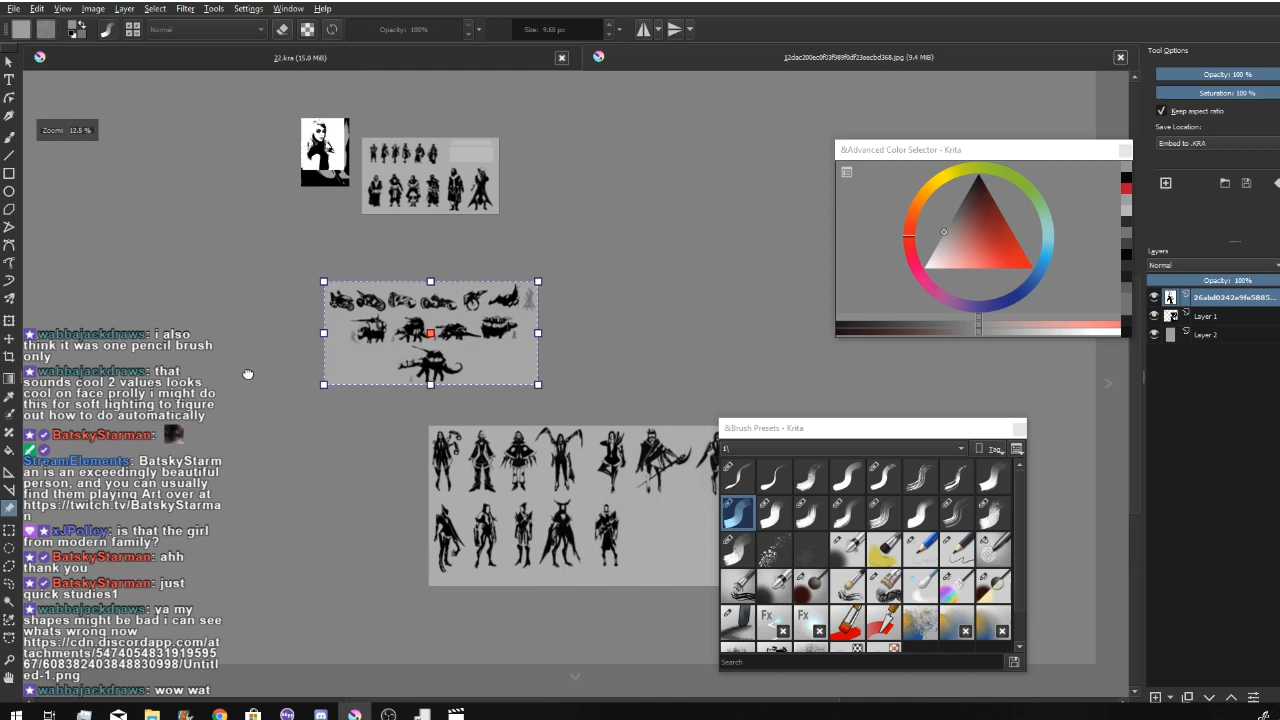 File Edit View Image Layer Select Filter Tools Settings Window Help
Normal Opacity: 100% Size: 9.68 px
J2.kra (15.0 MiB)
12dac200ec0f03f989f0df23eecbd368.jpg (9.4 MiB)
Zoom: 12.5 %
Tool Options
Opacity: 100 %
Saturation: 100 %
Keep aspect ratio
Save Location:
Embed to .KRA
&Advanced Color Selector - Krita
Layers
Normal
Opacity: 100%
26abd0242a9fe5885...
Layer 1
Layer 2
wabbajackdraws: i also
think it was one pencil brush
only
wabbajackdraws: that
sounds cool 2 values looks
cool on face prolly i might do
this for soft lighting to figure
out how to do automatically
BatskyStarman:
StreamElements: BatskyStarm
an is an exceedingly beautiful
person, and you can usually
find them playing Art over at
https://twitch.tv/BatskyStarma
n
xJPolley: is that the girl
from modern family?
BatskyStarman: ahh
thank you
BatskyStarman: just
quick studies1
wabbajackdraws: ya my
shapes might be bad i can see
whats wrong now
https://cdn.discordapp.com/at
tachments/5474054831919595
67/608382403848830998/Untitl
ed-1.png
wabbajackdraws: wow wat
&Brush Presets - Krita
Tag
Fx Fx
Search